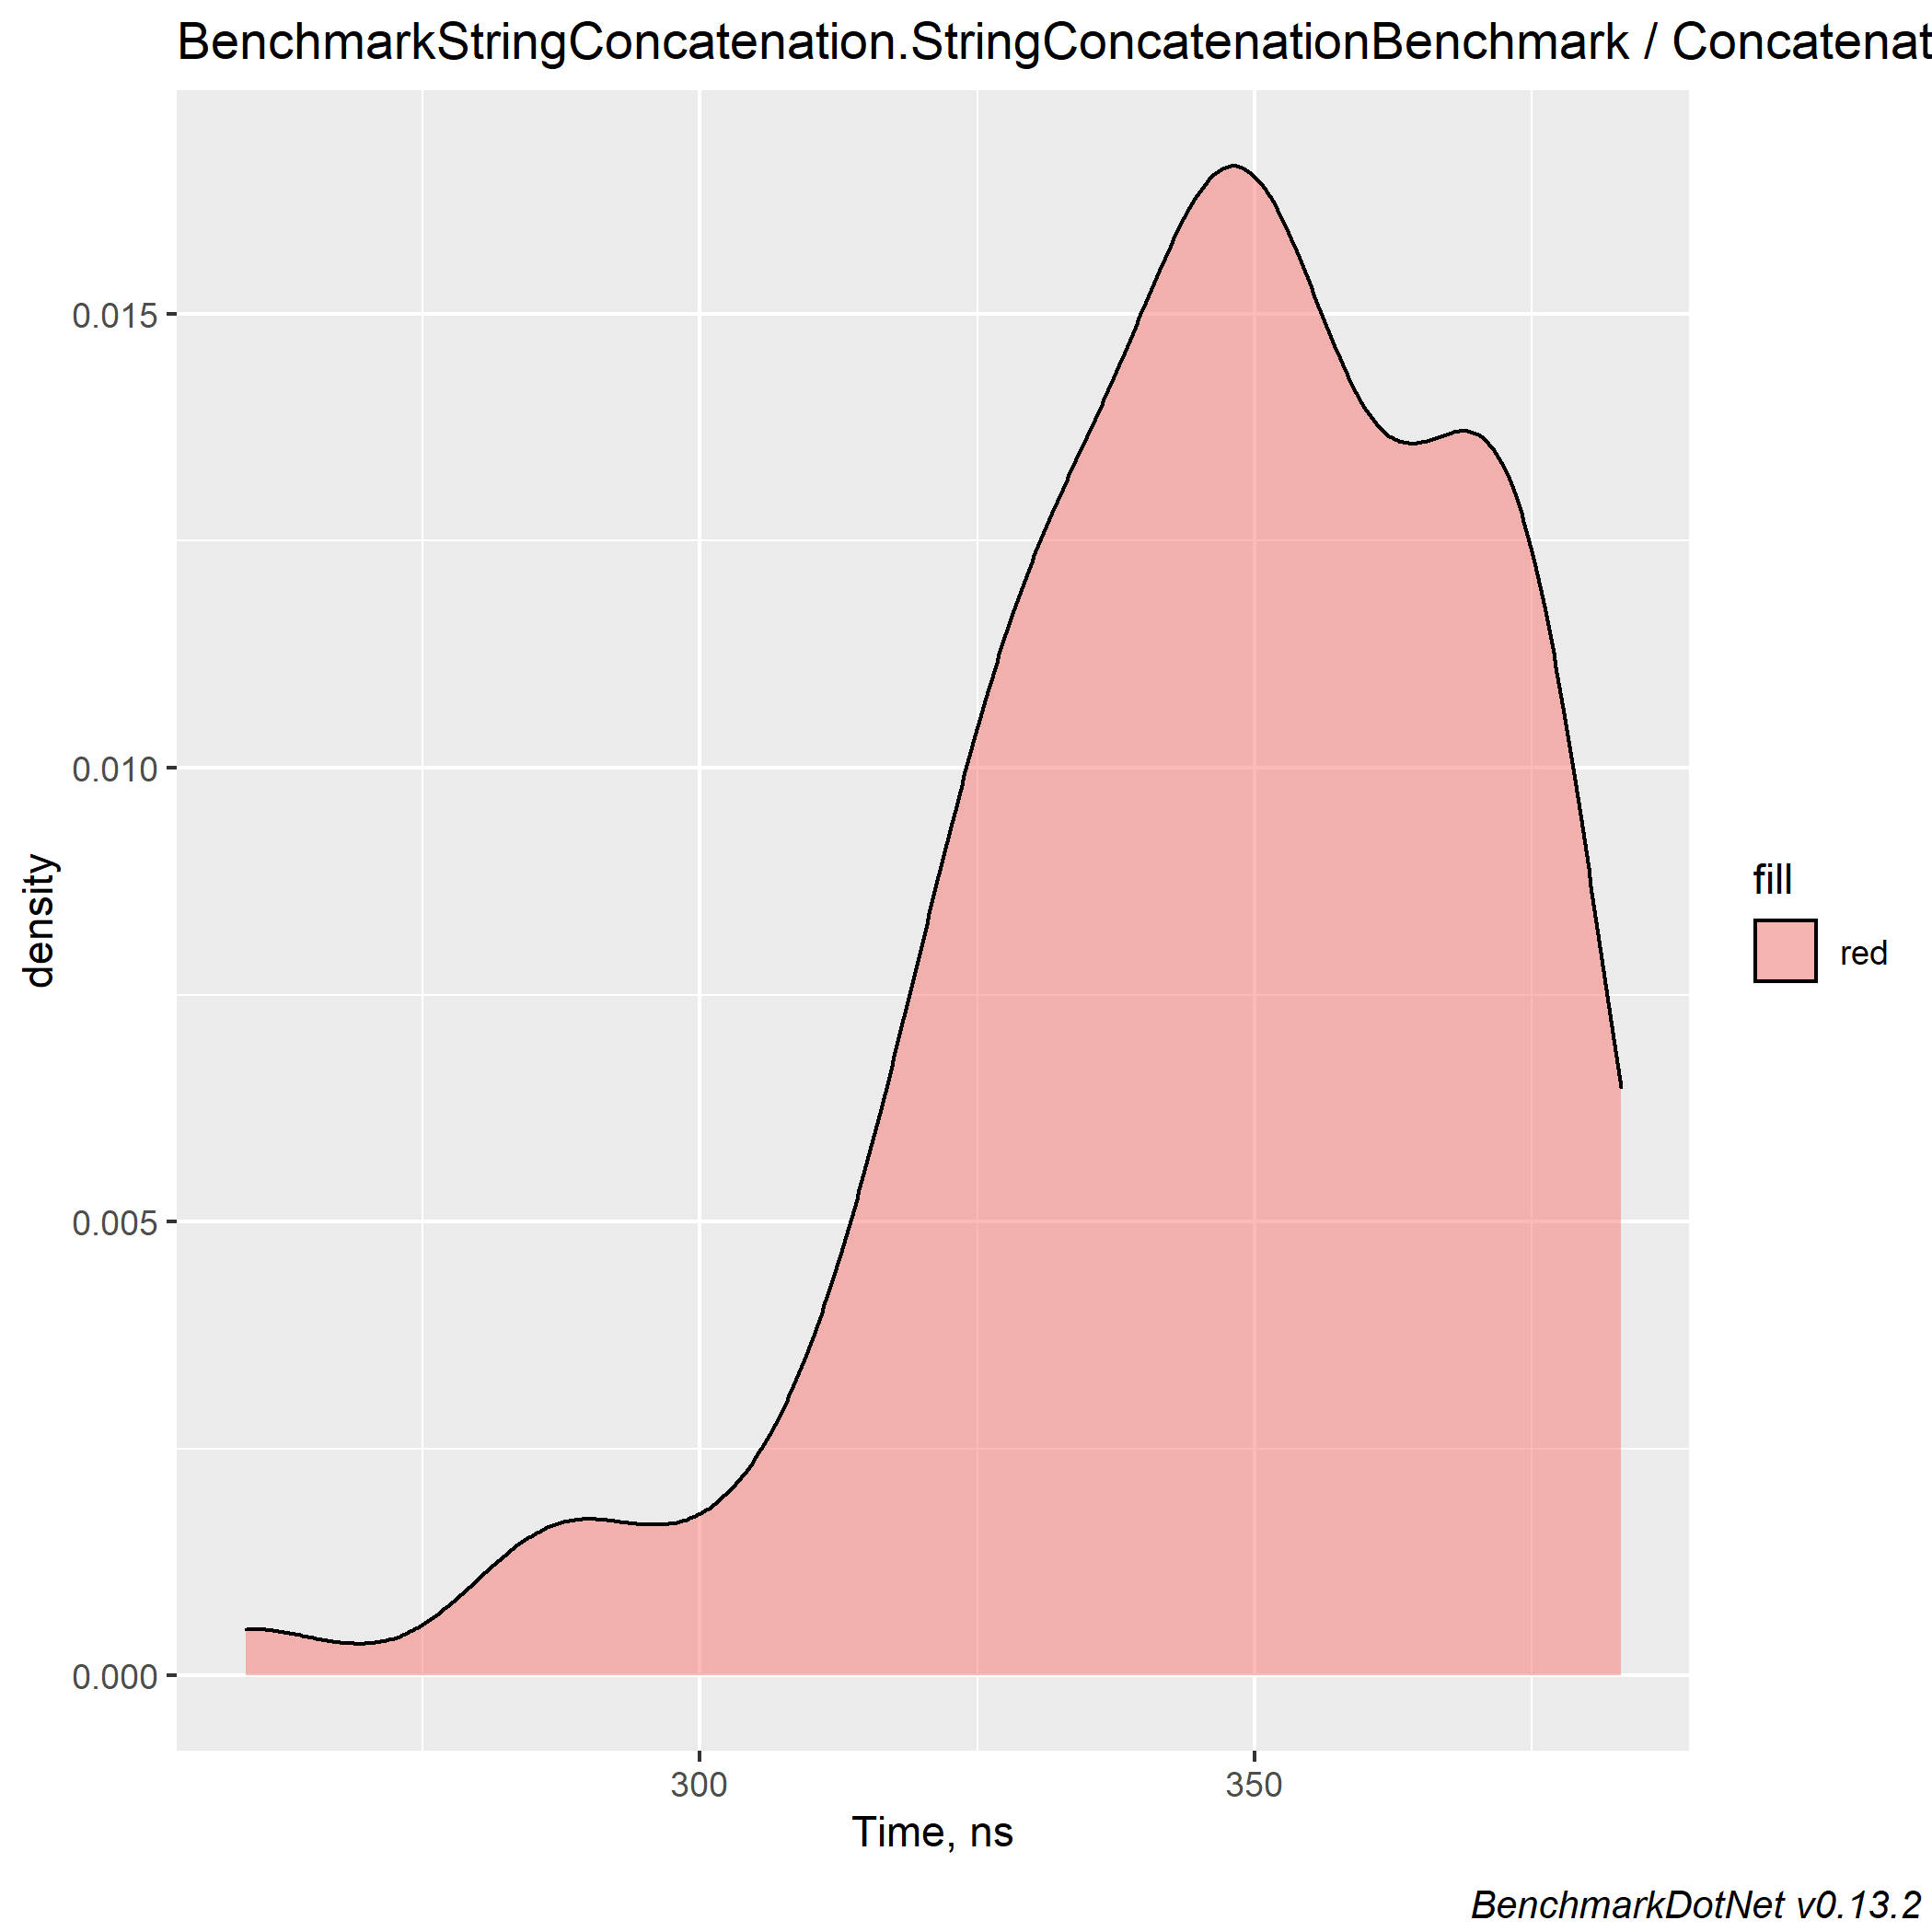 BenchmarkStringConcatenation.StringConcatenationBenchmark / Concatenat
0.015
0.010
0.005
0.000
density
300
350
Time, ns
fill
red
BenchmarkDotNet v0.13.2